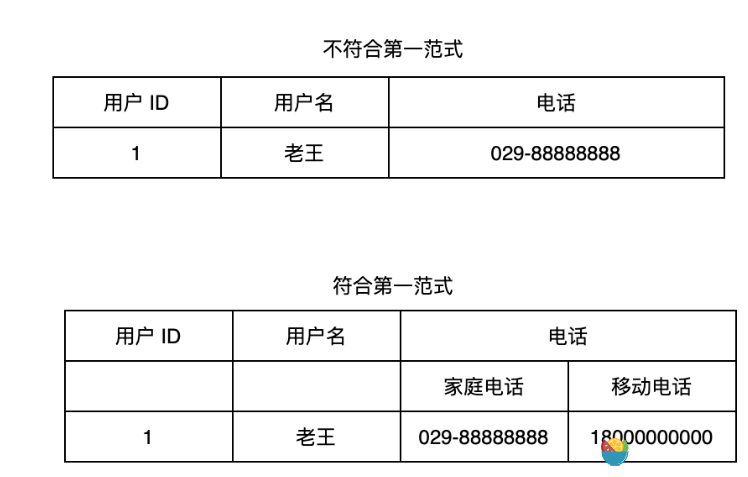 不符合第一范式
用户 ID 用户名 电话
1 老王 029-88888888
符合第一范式
用户 ID 用户名 电话
家庭电话 移动电话
1 老王 029-88888888 18000000000